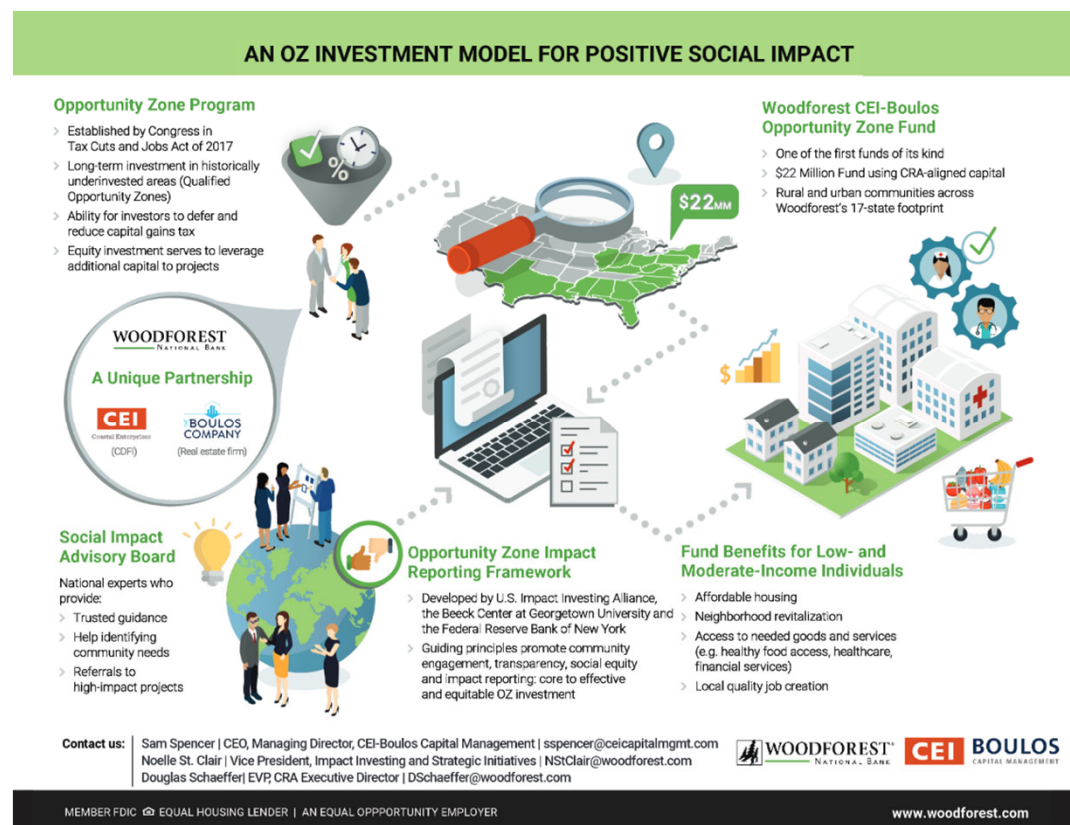 AN OZ INVESTMENT MODEL FOR POSITIVE SOCIAL IMPACT
Opportunity Zone Program
Established by Congress in
Tax Cuts and Jobs Act of 2017
Long-term investment in historically
underinvested areas (Qualified
Opportunity Zones)
Ability for investors to defer and
reduce capital gains tax
Equity investment serves to leverage
additional capital to projects
%
$22MM
Woodforest CEI-Boulos
Opportunity Zone Fund
One of the first funds of its kind
$22 Million Fund using CRA-aligned capital
Rural and urban communities across
Woodforest's 17-state footprint
WOODFOREST
NATIONAL BANK
A Unique Partnership
CEI
Coastal Enterprises
(CDFI)
THE BOULOS
COMPANY
(Real estate firm)
$
Social Impact
Advisory Board
National experts who
provide:
Trusted guidance
Help identifying
community needs
Referrals to
high-impact projects
Opportunity Zone Impact
Reporting Framework
Developed by U.S. Impact Investing Alliance,
the Beeck Center at Georgetown University and
the Federal Reserve Bank of New York
Guiding principles promote community
engagement, transparency, social equity
and impact reporting: core to effective
and equitable OZ investment
Fund Benefits for Low- and
Moderate-Income Individuals
Affordable housing
Neighborhood revitalization
Access to needed goods and services
(e.g. healthy food access, healthcare,
financial services)
Local quality job creation
Contact us:
Sam Spencer | CEO, Managing Director, CEI-Boulos Capital Management | sspencer@ceicapitalmgmt.com
Noelle St. Clair | Vice President, Impact Investing and Strategic Initiatives | NStClair@woodforest.com
Douglas Schaeffer| EVP, CRA Executive Director | DSchaeffer@woodforest.com
WOODFOREST®
NATIONAL BANK
CEI
BOULOS
CAPITAL MANAGEMENT
MEMBER FDIC EQUAL HOUSING LENDER | AN EQUAL OPPPORTUNITY EMPLOYER
www.woodforest.com